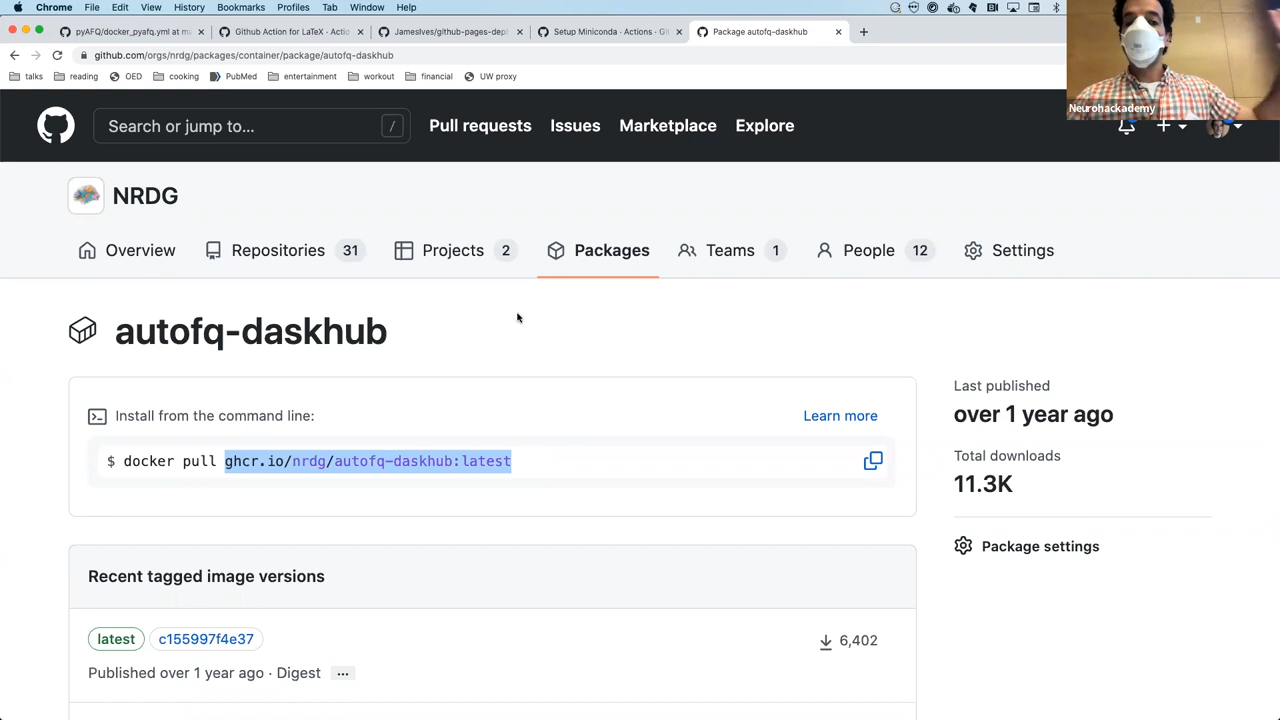 Chrome File Edit View History Bookmarks Profiles Tab Window Help
pyAFQ/docker_pyafq.yml at m Github Action for LaTeX · Actio JamesIves/github-pages-dep Setup Miniconda · Actions · Gi Package autofq-daskhub
github.com/orgs/nrdg/packages/container/package/autofq-daskhub
talks reading OED cooking PubMed entertainment workout financial UW proxy
Neurohackademy
Search or jump to... / Pull requests Issues Marketplace Explore
NRDG
Overview Repositories 31 Projects 2 Packages Teams 1 People 12 Settings
autofq-daskhub
Install from the command line: Learn more
$ docker pull ghcr.io/nrdg/autofq-daskhub:latest
Last published
over 1 year ago
Total downloads
11.3K
Package settings
Recent tagged image versions
latest c155997f4e37 6,402
Published over 1 year ago · Digest ...